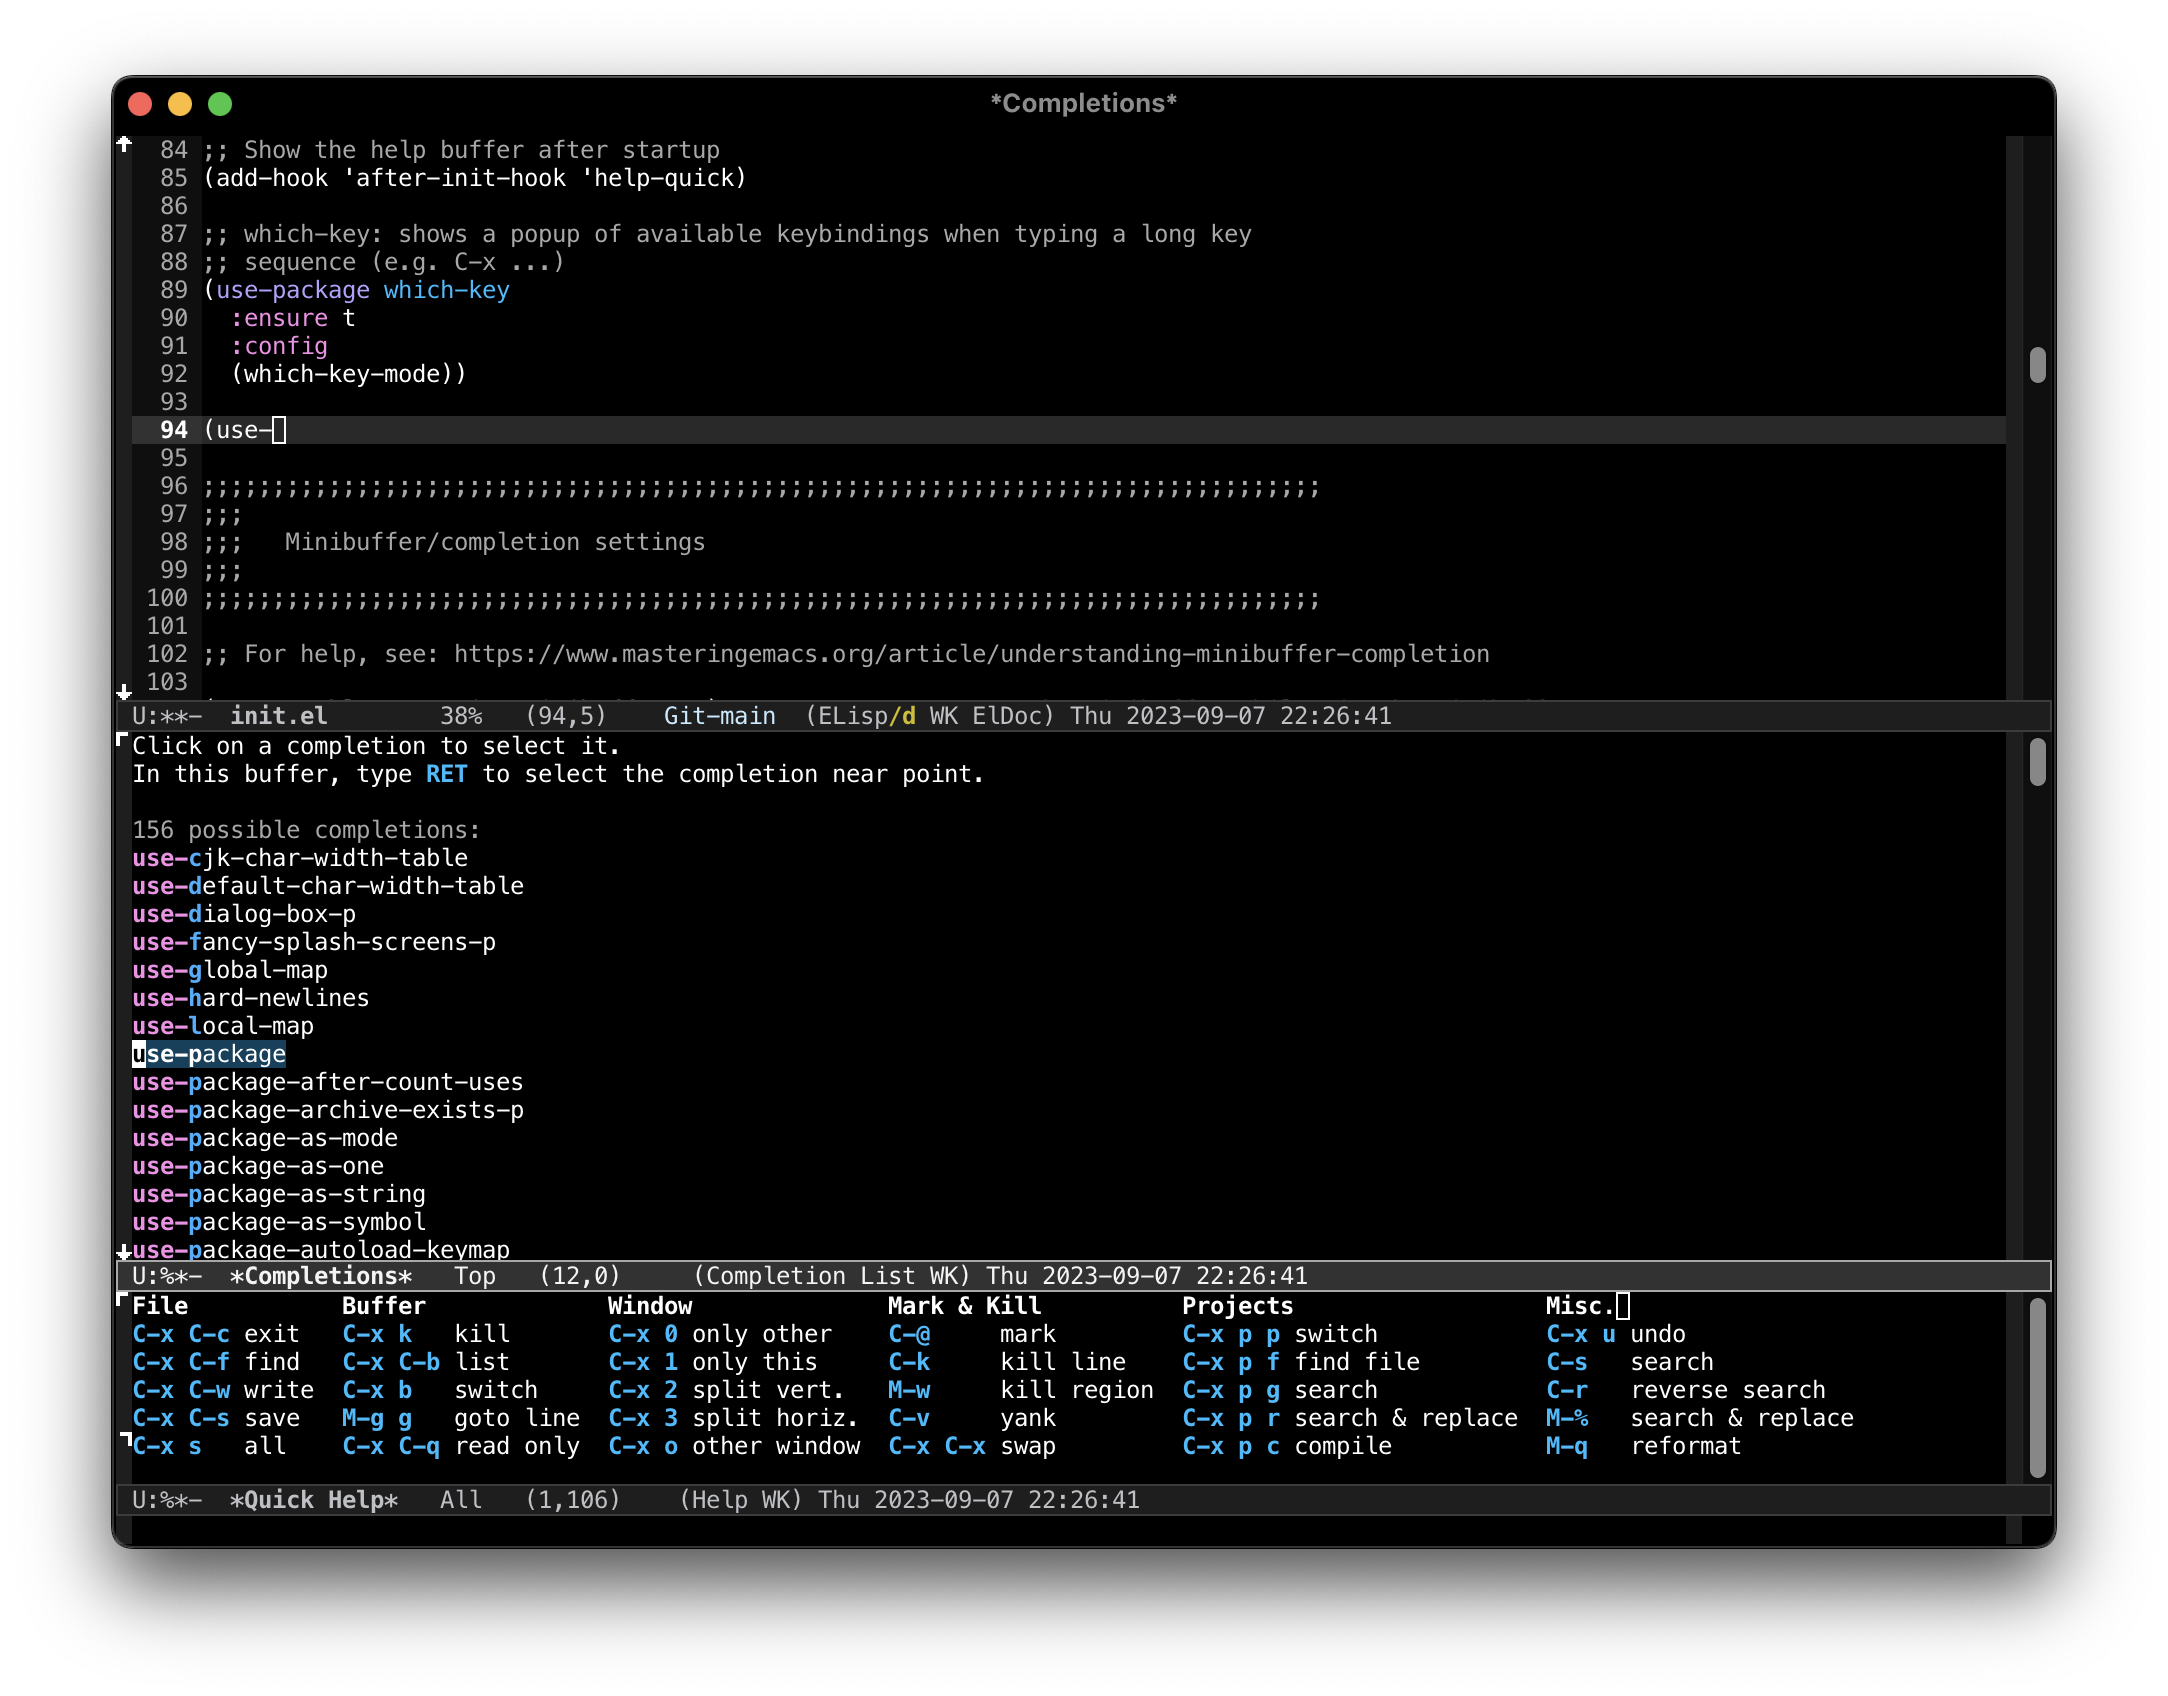 *Completions*
84 ;; Show the help buffer after startup
85 (add-hook 'after-init-hook 'help-quick)
86
87 ;; which-key: shows a popup of available keybindings when typing a long key
88 ;; sequence (e.g. C-x ...)
89 (use-package which-key
90   :ensure t
91   :config
92   (which-key-mode))
93
94 (use-
95
96 ;;;;;;;;;;;;;;;;;;;;;;;;;;;;;;;;;;;;;;;;;;;;;;;;;;;;;;;;;;;;;;;;;;;;;;;;;;;;;;;;
97 ;;;
98 ;;;   Minibuffer/completion settings
99 ;;;
100 ;;;;;;;;;;;;;;;;;;;;;;;;;;;;;;;;;;;;;;;;;;;;;;;;;;;;;;;;;;;;;;;;;;;;;;;;;;;;;;;;
101
102 ;; For help, see: https://www.masteringemacs.org/article/understanding-minibuffer-completion
103
U:**-  init.el        38%   (94,5)    Git-main  (ELisp/d WK ElDoc) Thu 2023-09-07 22:26:41
Click on a completion to select it.
In this buffer, type RET to select the completion near point.
156 possible completions:
use-cjk-char-width-table
use-default-char-width-table
use-dialog-box-p
use-fancy-splash-screens-p
use-global-map
use-hard-newlines
use-local-map
use-package
use-package-after-count-uses
use-package-archive-exists-p
use-package-as-mode
use-package-as-one
use-package-as-string
use-package-as-symbol
use-package-autoload-keymap
U:%*-  *Completions*   Top   (12,0)     (Completion List WK) Thu 2023-09-07 22:26:41
File           Buffer             Window              Mark & Kill          Projects                  Misc.
C-x C-c exit   C-x k   kill       C-x 0 only other    C-@     mark         C-x p p switch            C-x u undo
C-x C-f find   C-x C-b list       C-x 1 only this     C-k     kill line    C-x p f find file         C-s   search
C-x C-w write  C-x b   switch     C-x 2 split vert.   M-w     kill region  C-x p g search            C-r   reverse search
C-x C-s save   M-g g   goto line  C-x 3 split horiz.  C-v     yank         C-x p r search & replace  M-%   search & replace
C-x s   all    C-x C-q read only  C-x o other window  C-x C-x swap         C-x p c compile           M-q   reformat
U:%*-  *Quick Help*   All   (1,106)    (Help WK) Thu 2023-09-07 22:26:41